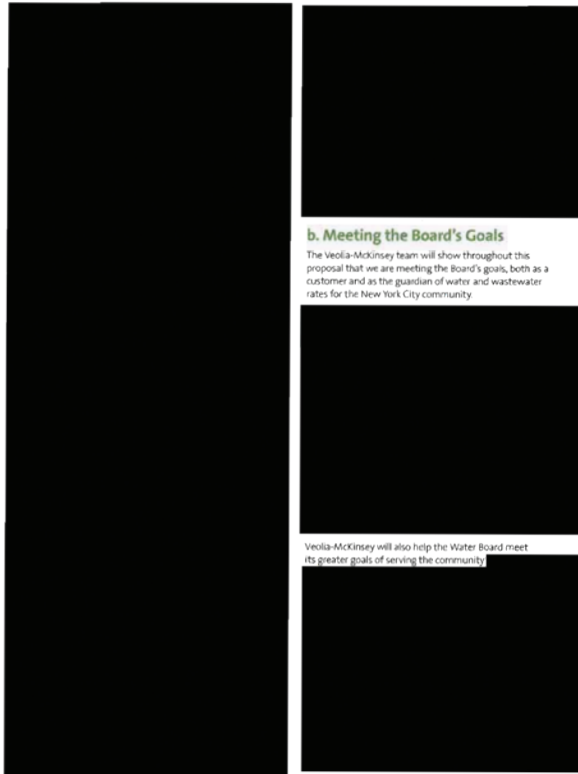 b. Meeting the Board's Goals
The Veolia-McKinsey team will show throughout this
proposal that we are meeting the Board's goals, both as a
customer and as the guardian of water and wastewater
rates for the New York City community
Veolia-McKinsey will also help the Water Board meet
its greater goals of serving the community